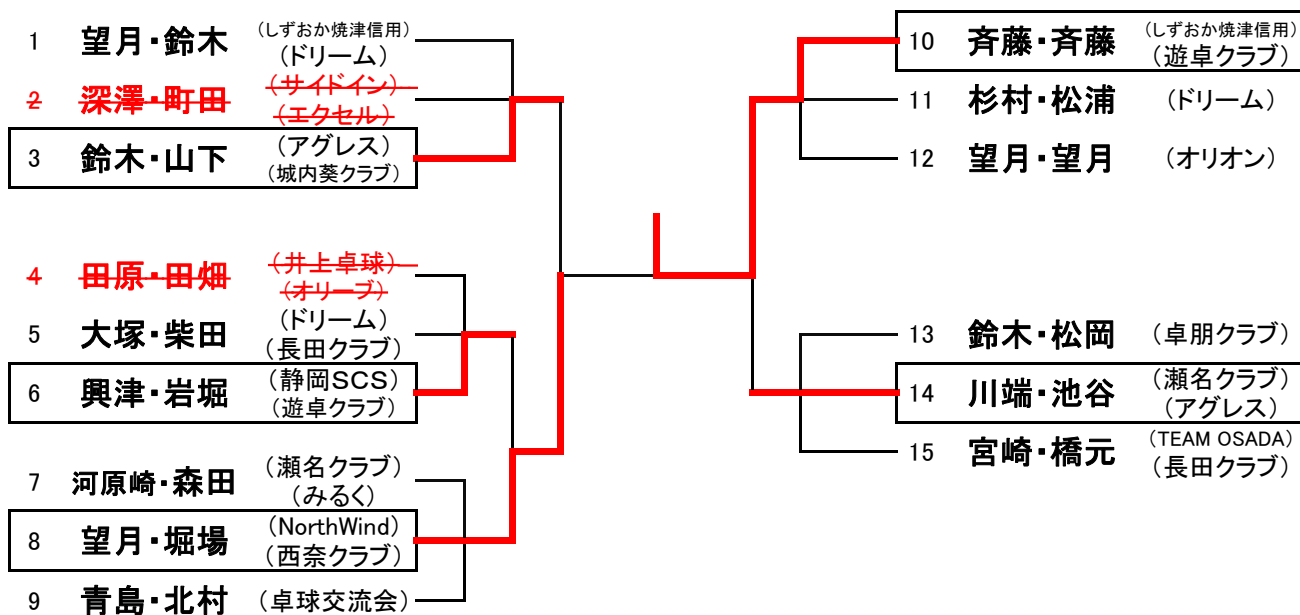 1 望月・鈴木 (しずおか焼津信用)
(ドリーム)
2 深澤・町田 (サイドイン)
(エクセル)
3 鈴木・山下 (アグレス)
(城内葵クラブ)
4 田原・田畑 (井上卓球)
(オリーブ)
5 大塚・柴田 (ドリーム)
(長田クラブ)
6 興津・岩堀 (静岡SCS)
(遊卓クラブ)
7 河原崎・森田 (瀬名クラブ)
(みるく)
8 望月・堀場 (NorthWind)
(西奈クラブ)
9 青島・北村 (卓球交流会)
10 斉藤・斉藤 (しずおか焼津信用)
(遊卓クラブ)
11 杉村・松浦 (ドリーム)
12 望月・望月 (オリオン)
13 鈴木・松岡 (卓朋クラブ)
14 川端・池谷 (瀬名クラブ)
(アグレス)
15 宮崎・橋元 (TEAM OSADA)
(長田クラブ)